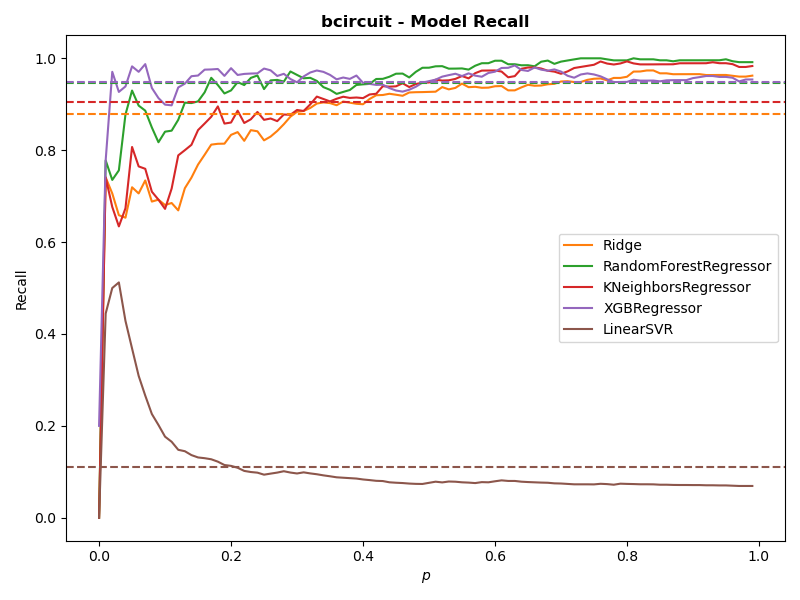 bcircuit - Model Recall
1.0
0.8
0.6
0.4
0.2
0.0
Recall
Ridge
RandomForestRegressor
KNeighborsRegressor
XGBRegressor
LinearSVR
0.0 0.2 0.4 0.6 0.8 1.0
p